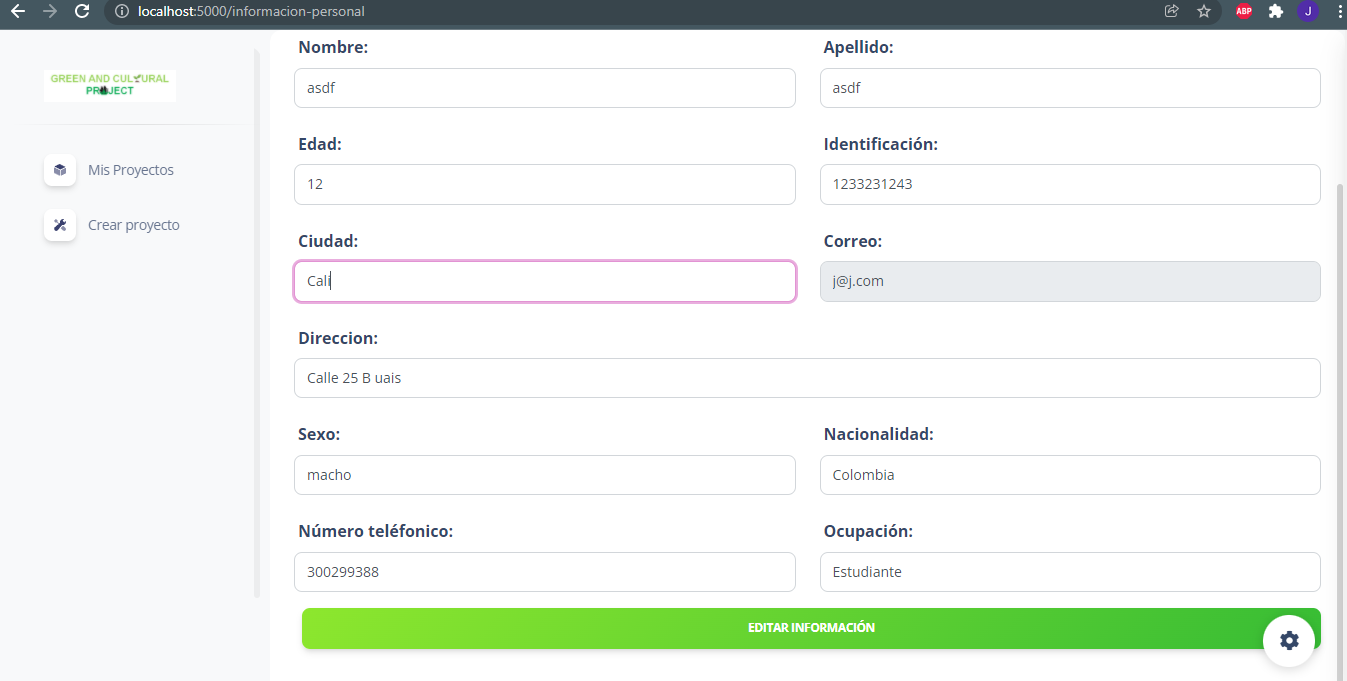 localhost:5000/informacion-personal
ABP
J
GREEN AND CULTURAL
PROJECT
Mis Proyectos
Crear proyecto
Nombre: Apellido:
asdf asdf
Edad: Identificación:
12 1233231243
Ciudad: Correo:
Cali j@j.com
Direccion:
Calle 25 B uais
Sexo: Nacionalidad:
macho Colombia
Número teléfonico: Ocupación:
300299388 Estudiante
EDITAR INFORMACIÓN